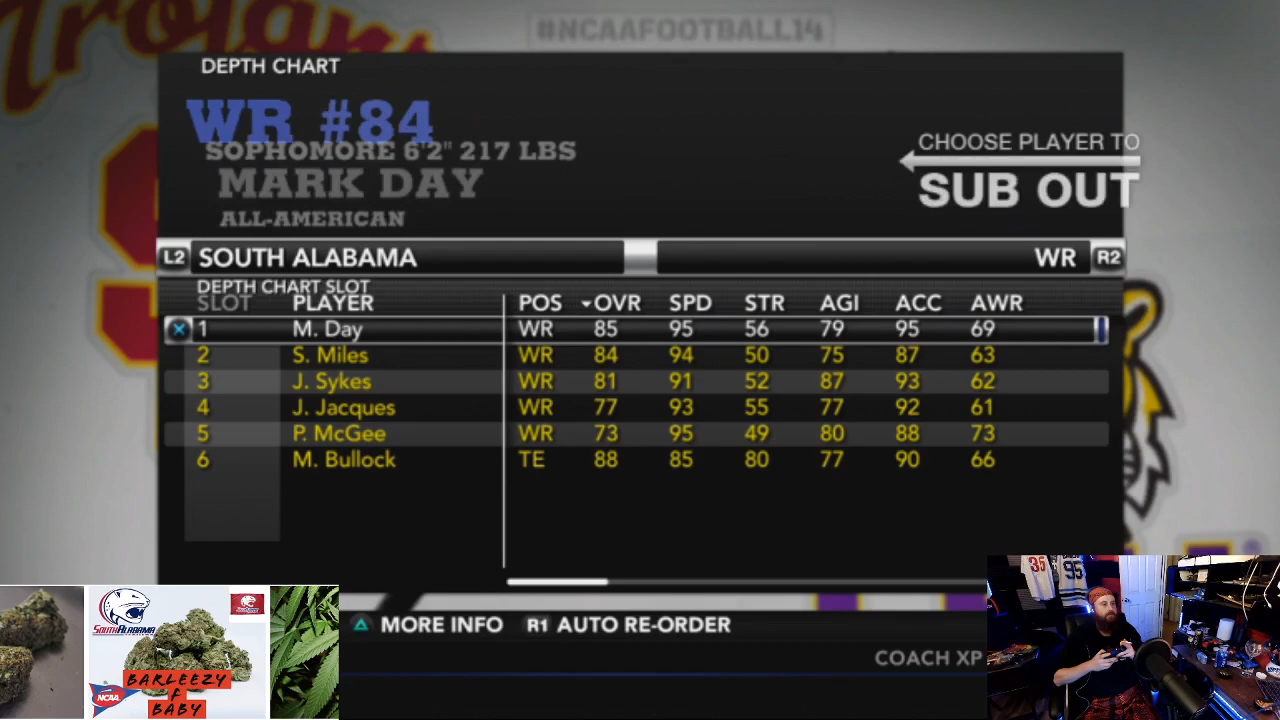 Trojans
#NCAAFOOTBALL14
DEPTH CHART
WR #84
SOPHOMORE 6'2" 217 LBS
MARK DAY
ALL-AMERICAN
CHOOSE PLAYER TO
SUB OUT
L2 SOUTH ALABAMA WR R2
DEPTH CHART SLOT
SLOT PLAYER POS OVR SPD STR AGI ACC AWR
1 M. Day WR 85 95 56 79 95 69
2 S. Miles WR 84 94 50 75 87 63
3 J. Sykes WR 81 91 52 87 93 62
4 J. Jacques WR 77 93 55 77 92 61
5 P. McGee WR 73 95 49 80 88 73
6 M. Bullock TE 88 85 80 77 90 66
MORE INFO R1 AUTO RE-ORDER
COACH XP
SOUTH ALABAMA
NCAA
BARLEEZY
F
BABY
35
95